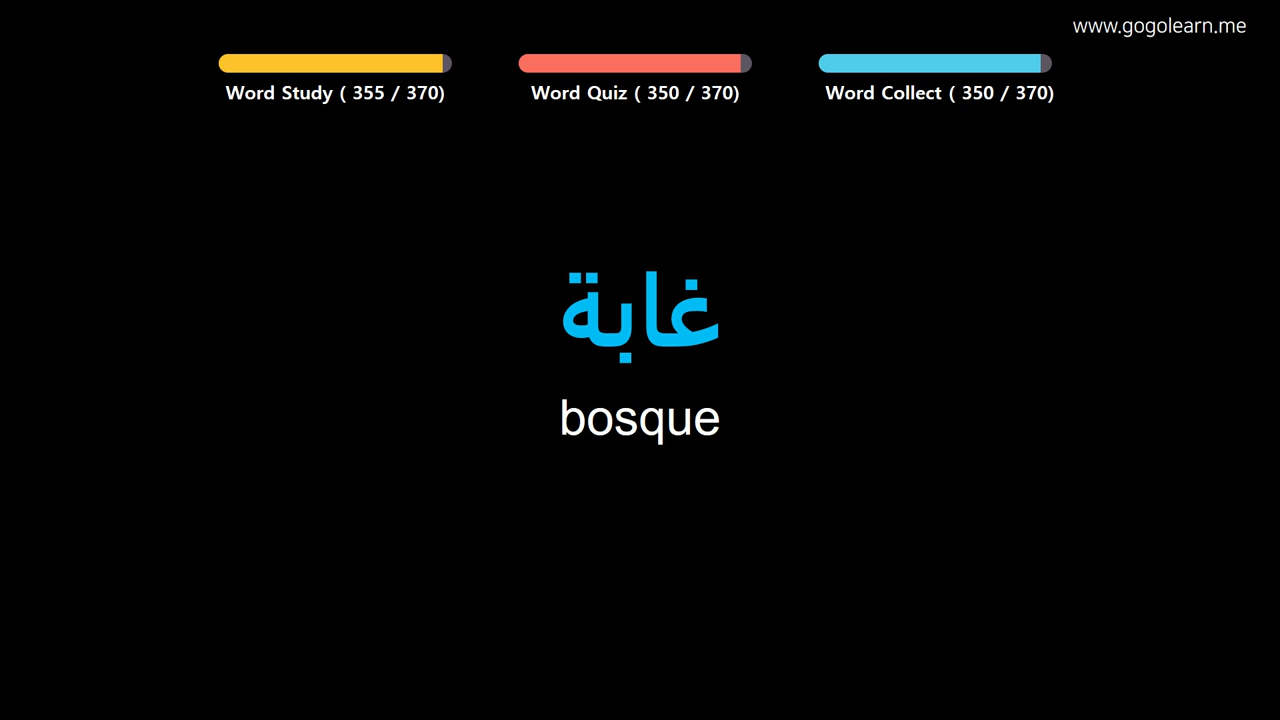 www.gogolearn.me
Word Study ( 355 / 370)
Word Quiz ( 350 / 370)
Word Collect ( 350 / 370)
غابة
bosque